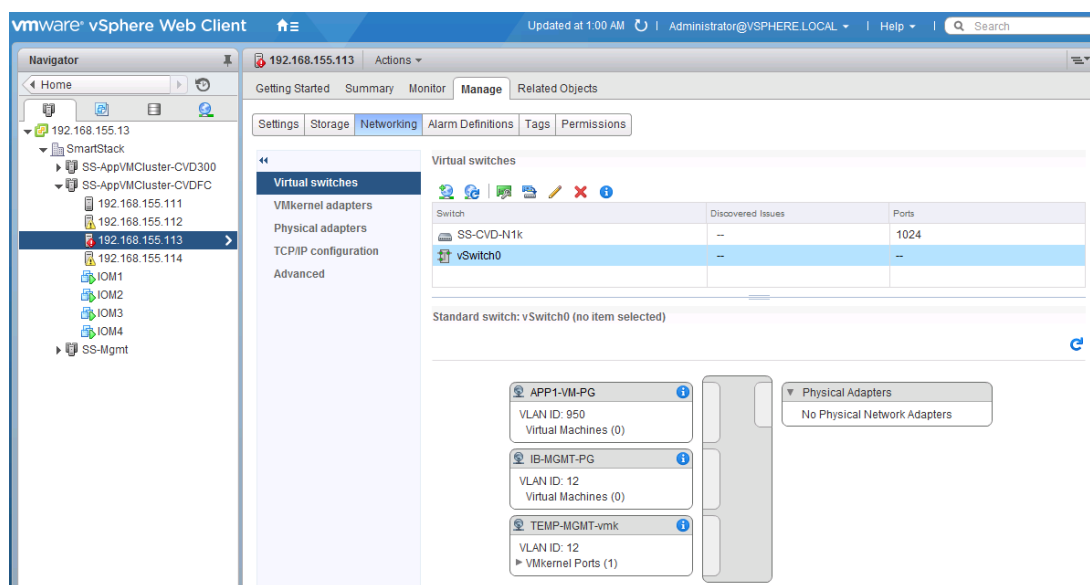 vmware® vSphere Web Client
Updated at 1:00 AM | Administrator@VSPHERE.LOCAL | Help | Search
Navigator
Home
192.168.155.13
SmartStack
SS-AppVMCluster-CVD300
SS-AppVMCluster-CVDFC
192.168.155.111
192.168.155.112
192.168.155.113
192.168.155.114
IOM1
IOM2
IOM3
IOM4
SS-Mgmt
192.168.155.113 Actions
Getting Started Summary Monitor Manage Related Objects
Settings Storage Networking Alarm Definitions Tags Permissions
Virtual switches
VMkernel adapters
Physical adapters
TCP/IP configuration
Advanced
Virtual switches
Switch Discovered Issues Ports
SS-CVD-N1k -- 1024
vSwitch0 -- --
Standard switch: vSwitch0 (no item selected)
APP1-VM-PG
VLAN ID: 950
Virtual Machines (0)
IB-MGMT-PG
VLAN ID: 12
Virtual Machines (0)
TEMP-MGMT-vmk
VLAN ID: 12
VMkernel Ports (1)
Physical Adapters
No Physical Network Adapters